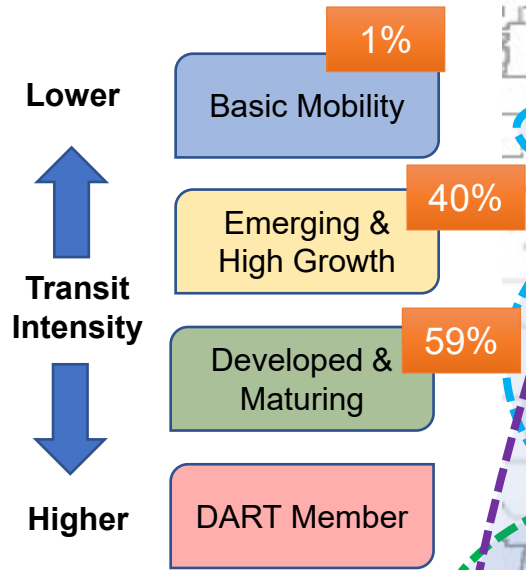 1%
Lower
Basic Mobility
40%
Emerging &
High Growth
Transit
Intensity
59%
Developed &
Maturing
Higher
DART Member